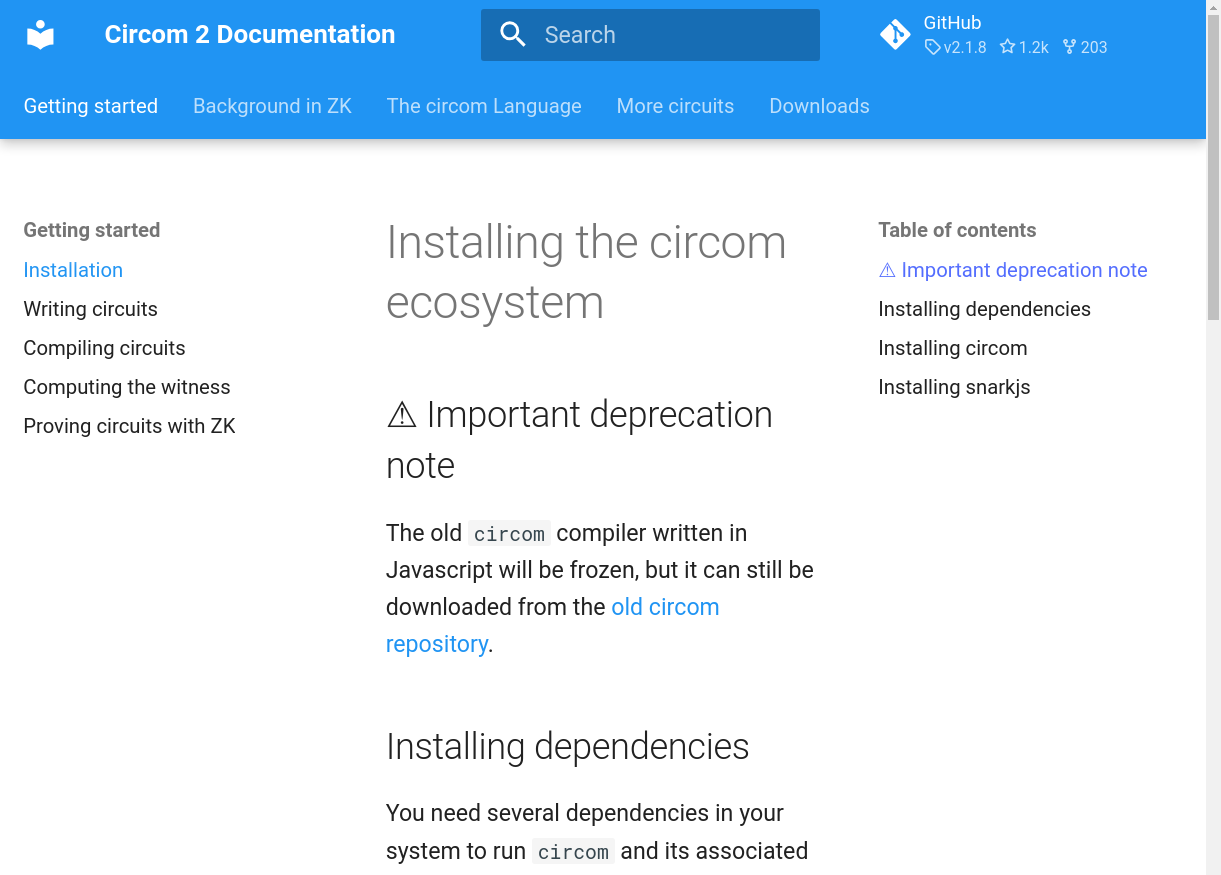 Circom 2 Documentation
Search
GitHub
v2.1.8 1.2k 203
Getting started Background in ZK The circom Language More circuits Downloads
Getting started
Installation
Writing circuits
Compiling circuits
Computing the witness
Proving circuits with ZK
Installing the circom
ecosystem
⚠ Important deprecation
note
The old circom compiler written in
Javascript will be frozen, but it can still be
downloaded from the old circom
repository.
Installing dependencies
You need several dependencies in your
system to run circom and its associated
Table of contents
⚠ Important deprecation note
Installing dependencies
Installing circom
Installing snarkjs